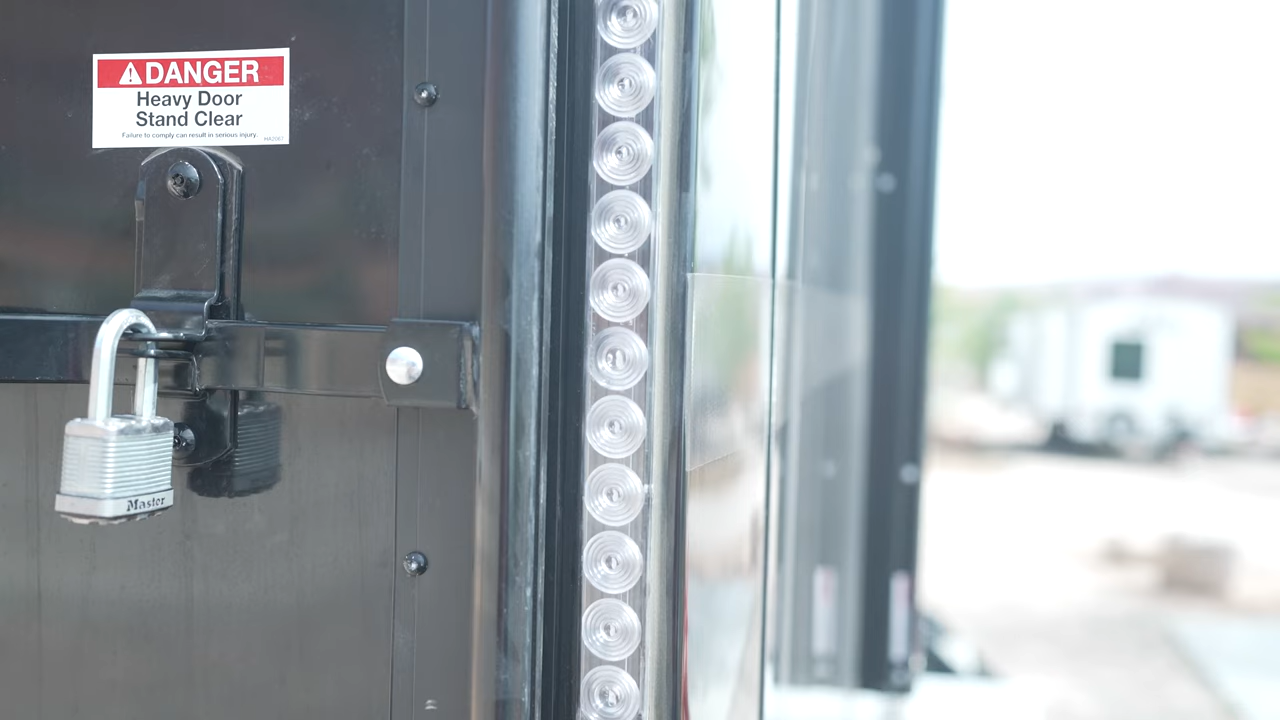 DANGER
Heavy Door
Stand Clear
Failure to comply can result in serious injury.
Master